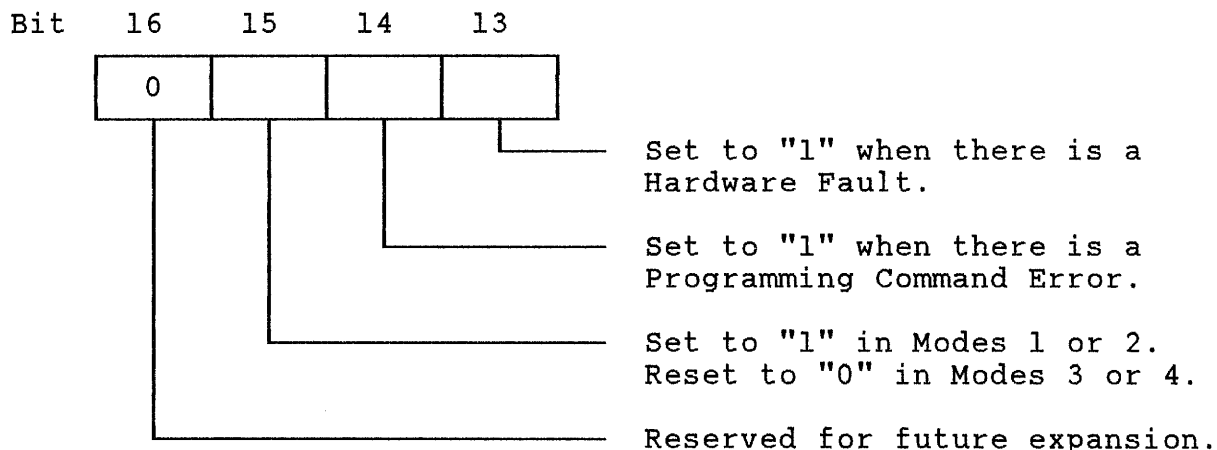 Bit 16 15 14 13
0
Set to "1" when there is a
Hardware Fault.
Set to "1" when there is a
Programming Command Error.
Set to "1" in Modes 1 or 2.
Reset to "0" in Modes 3 or 4.
Reserved for future expansion.